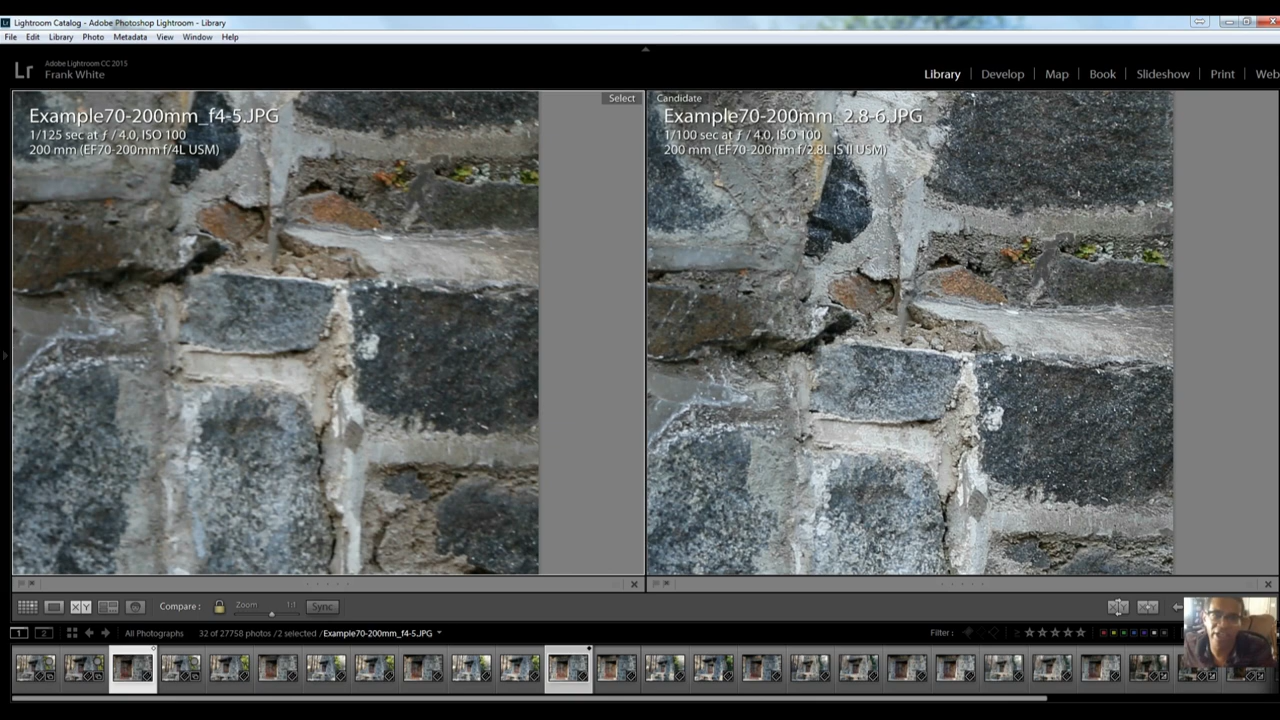 Lightroom Catalog - Adobe Photoshop Lightroom - Library
File Edit Library Photo Metadata View Window Help
Lr
Adobe Lightroom CC 2015
Frank White
Library | Develop | Map | Book | Slideshow | Print | Web
Select
Example70-200mm_f4-5.JPG
1/125 sec at ƒ / 4.0, ISO 100
200 mm (EF70-200mm f/4L USM)
Candidate
Example70-200mm_2.8-6.JPG
1/100 sec at ƒ / 4.0, ISO 100
200 mm (EF70-200mm f/2.8L IS II USM)
XY
Compare :
Zoom
1:1
Sync
1 2
All Photographs
32 of 27758 photos /2 selected /Example70-200mm_f4-5.JPG
Filter :